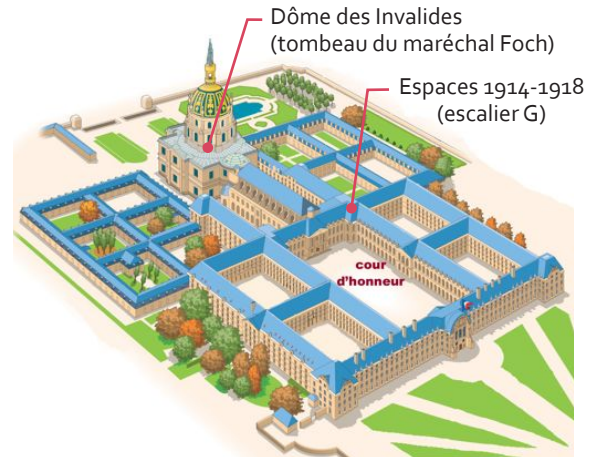 Dôme des Invalides
(tombeau du maréchal Foch)
Espaces 1914-1918
(escalier G)
cour
d'honneur